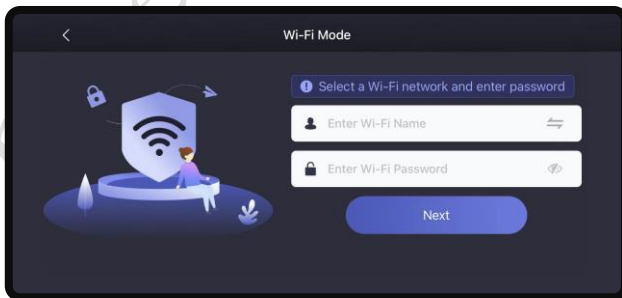 Wi-Fi Mode
Select a Wi-Fi network and enter password
Enter Wi-Fi Name
Enter Wi-Fi Password
Next